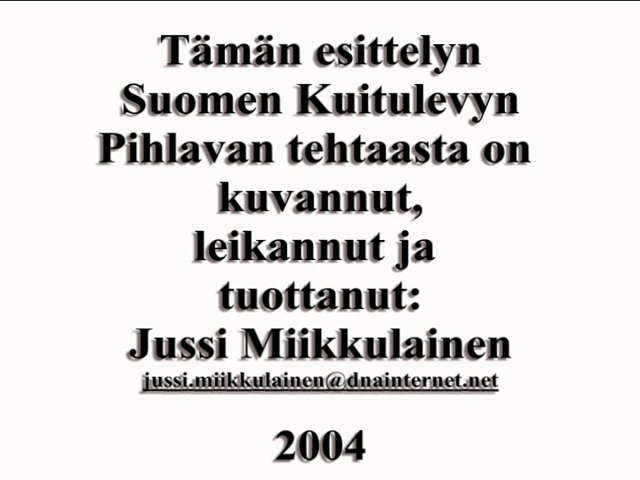 Tämän esittelyn
Suomen Kuitulevyn
Pihlavan tehtaasta on
kuvannut,
leikannut ja
tuottanut:
Jussi Miikkulainen
jussi.miikkulainen@dnainternet.net
2004